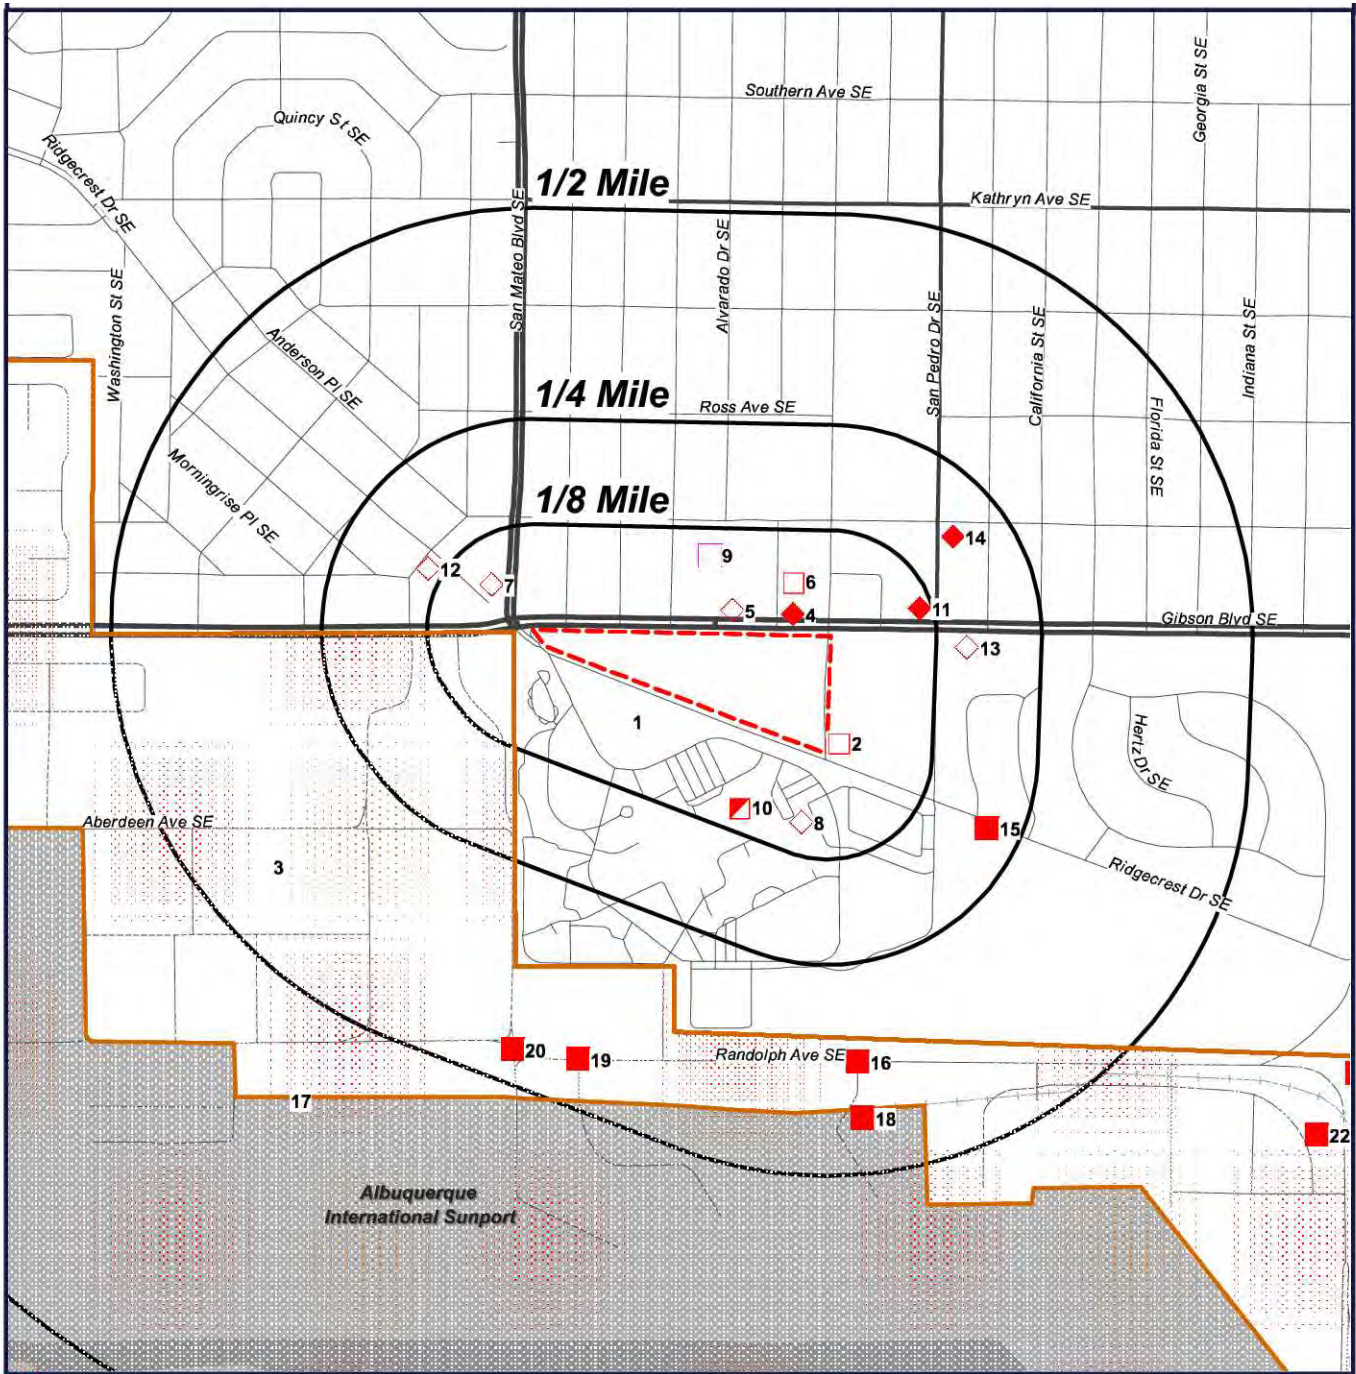 Southern Ave SE
Georgia St SE
Quincy St SE
Ridgecrest Dr SE
1/2 Mile
San Mateo Blvd SE
Kathryn Ave SE
Alvarado Dr SE
Washington St SE
San Pedro Dr SE
California St SE
Indiana St SE
Anderson Pl SE
1/4 Mile
Ross Ave SE
Florida St SE
Morningrise Pl SE
1/8 Mile
14
9
12
7
6
5
4
11
Gibson Blvd SE
13
1
2
Hertz Dr SE
10
8
15
Aberdeen Ave SE
3
Ridgecrest Dr SE
20
19
Randolph Ave SE
16
17
18
22
Albuquerque
International Sunport